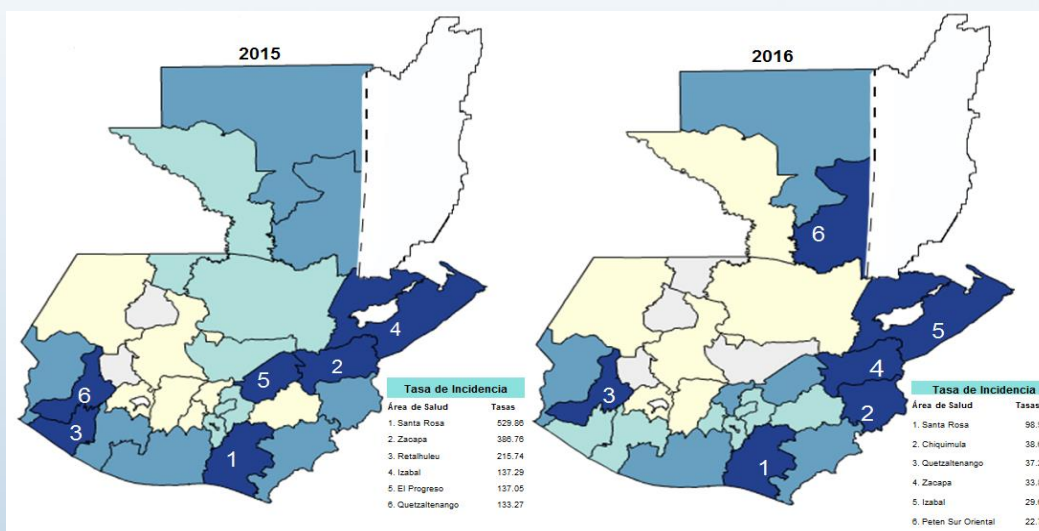 2015
4
2
5
6
3
1
Tasa de Incidencia
Área de Salud Tasas
1. Santa Rosa 529.86
2. Zacapa 386.76
3. Retalhuleu 215.74
4. Izabal 137.29
5. El Progreso 137.05
6. Quetzaltenango 133.27
2016
6
5
4
3
2
1
Tasa de Incidencia
Área de Salud Tasas
1. Santa Rosa
2. Chiquimula
3. Quetzaltenango
4. Zacapa
5. Izabal
6. Peten Sur Oriental